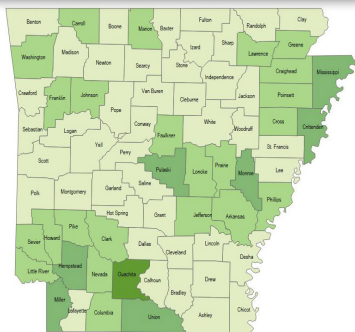 Benton Carroll Boone Marion Baxter Fulton Randolph Clay
Washington Madison Newton Searcy Stone Izard Sharp Lawrence Greene
Independence Craighead Mississippi
Crawford Franklin Johnson Pope Van Buren Cleburne Jackson Poinsett
Sebastian Logan Conway Faulkner White Woodruff Cross Crittenden
Scott Yell Perry St. Francis
Polk Montgomery Garland Saline Pulaski Lonoke Prairie Monroe Lee
Hot Spring Grant Jefferson Arkansas Phillips
Sevier Howard Pike Clark Dallas Cleveland Lincoln Desha
Little River Hempstead Nevada Ouachita Calhoun Bradley Drew
Miller Lafayette Columbia Union Ashley Chicot